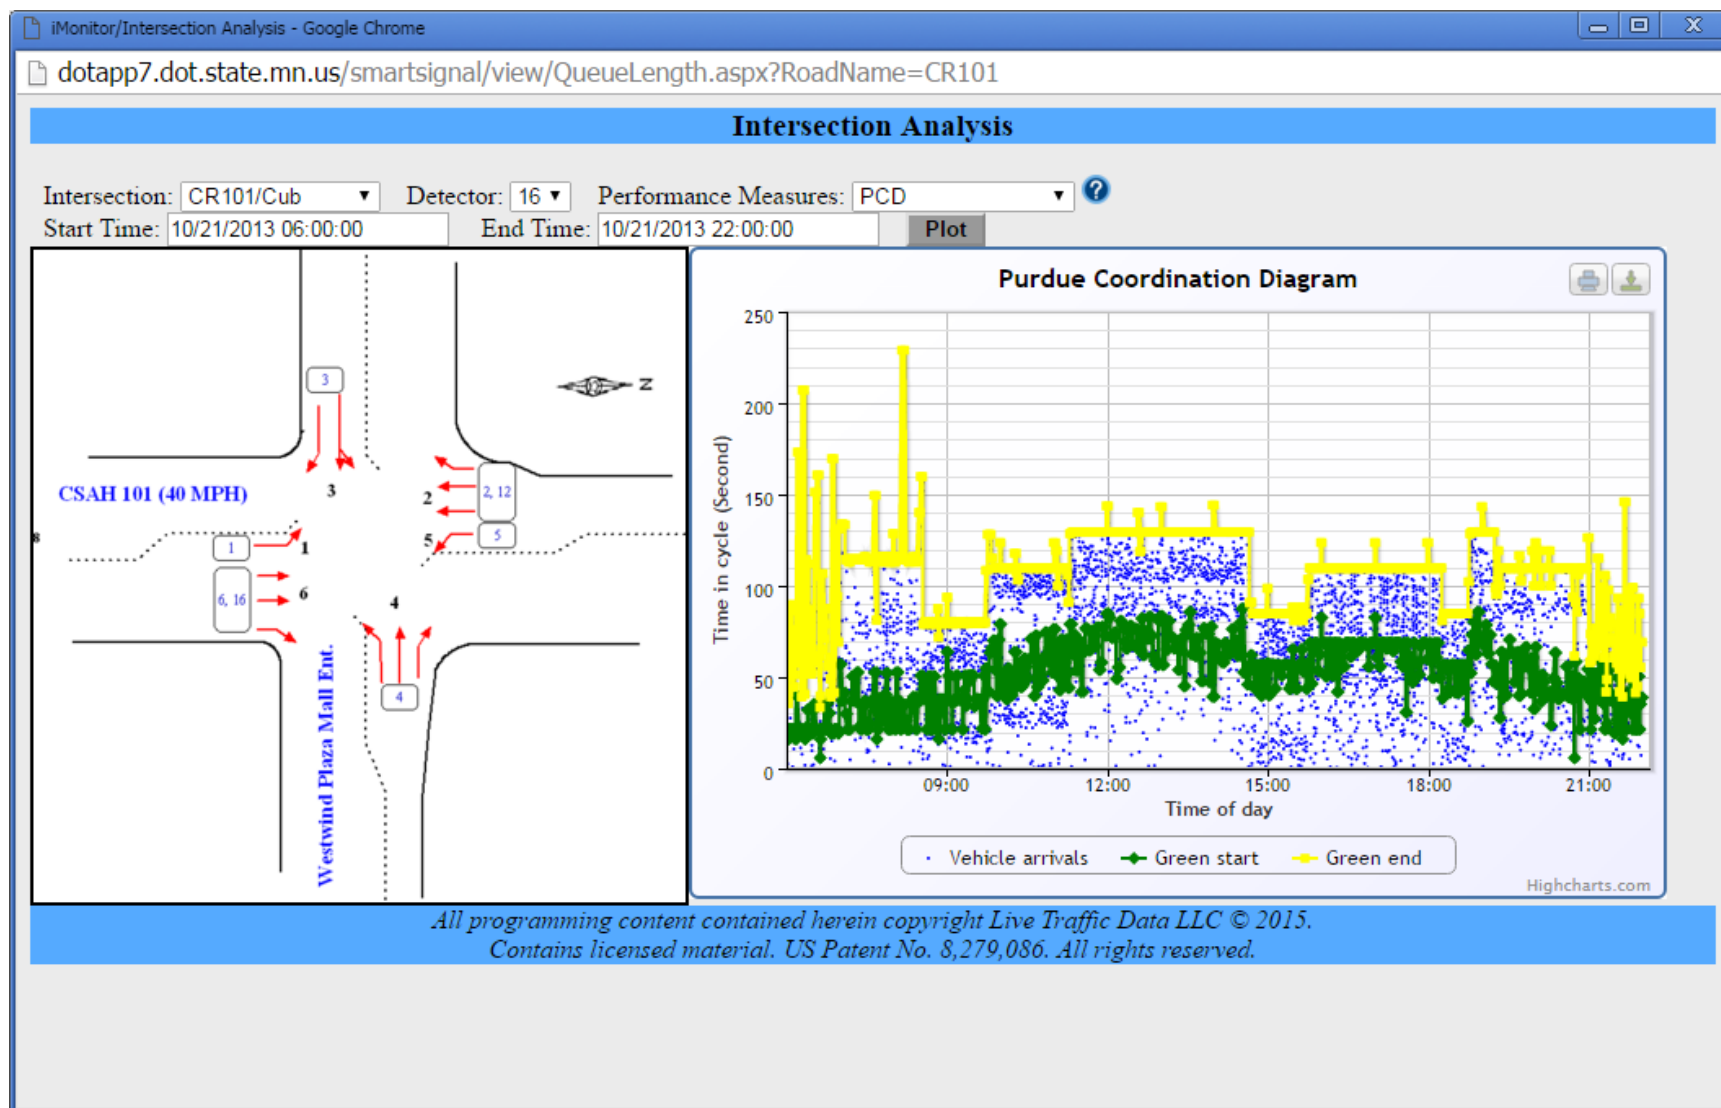 iMonitor/Intersection Analysis - Google Chrome
dotapp7.dot.state.mn.us/smartsignal/view/QueueLength.aspx?RoadName=CR101
Intersection Analysis
Intersection: CR101/Cub Detector: 16 Performance Measures: PCD ?
Start Time: 10/21/2013 06:00:00 End Time: 10/21/2013 22:00:00 Plot
3
Z
CSAH 101 (40 MPH)
3
2
2, 12
5
5
8
1
1
6, 16
6
4
4
Westwind Plaza Mall Ent.
Purdue Coordination Diagram
Time in cycle (Second)
250
200
150
100
50
0
09:00 12:00 15:00 18:00 21:00
Time of day
Vehicle arrivals Green start Green end
Highcharts.com
All programming content contained herein copyright Live Traffic Data LLC © 2015.
Contains licensed material. US Patent No. 8,279,086. All rights reserved.